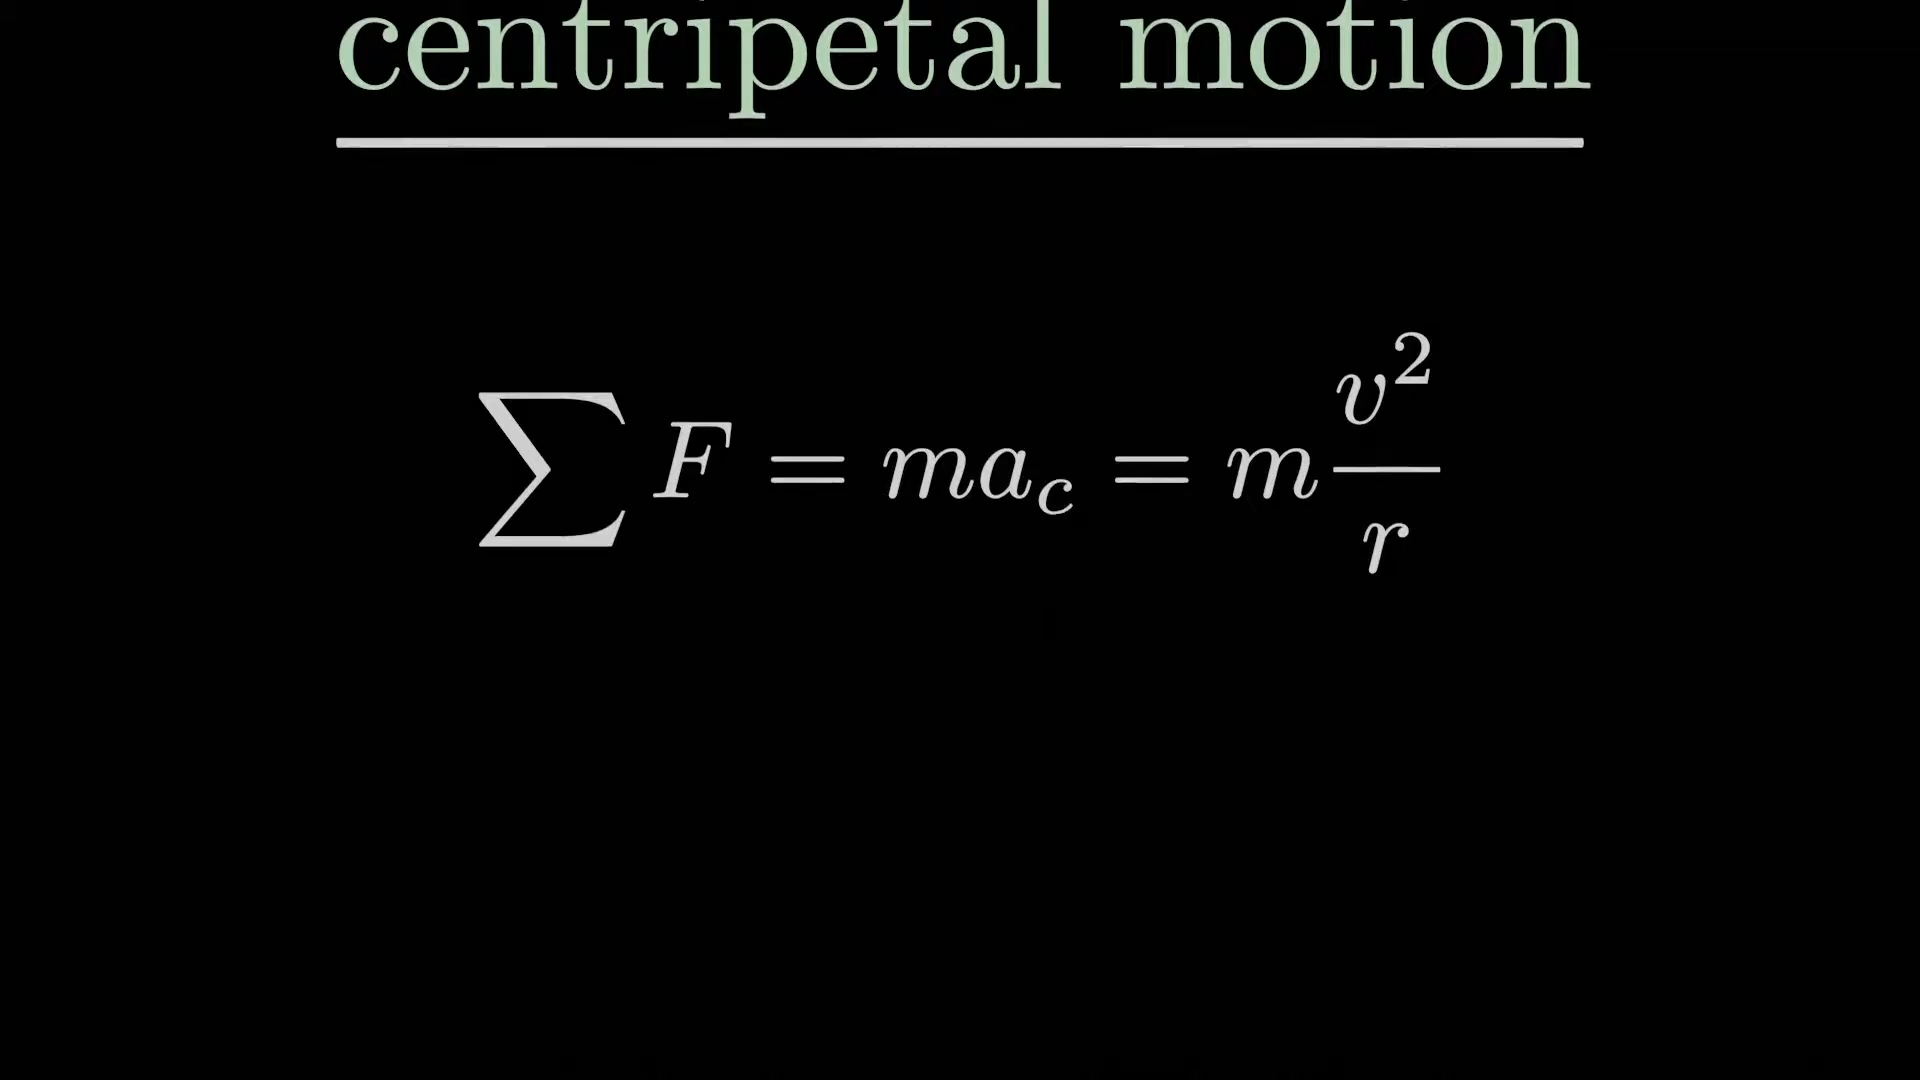 centripetal motion
∑ F = ma_c = m v²/r